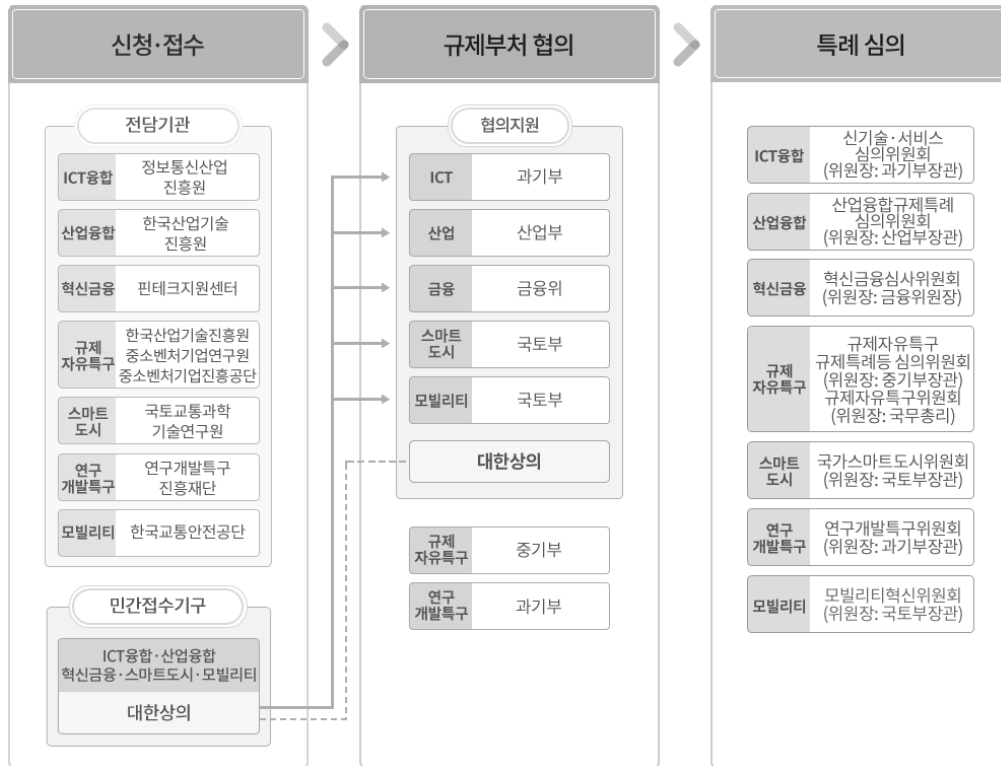 신청·접수
전담기관
ICT융합
정보통신산업
진흥원
산업융합
한국산업기술
진흥원
혁신금융
핀테크지원센터
규제
자유특구
한국산업기술진흥원
중소벤처기업연구원
중소벤처기업진흥공단
스마트
도시
국토교통과학
기술연구원
연구
개발특구
연구개발특구
진흥재단
모빌리티
한국교통안전공단
민간접수기구
ICT융합·산업융합
혁신금융·스마트도시·모빌리티
대한상의
규제부처 협의
협의지원
ICT
과기부
산업
산업부
금융
금융위
스마트
도시
국토부
모빌리티
국토부
대한상의
규제
자유특구
중기부
연구
개발특구
과기부
특례 심의
ICT융합
신기술·서비스
심의위원회
(위원장: 과기부장관)
산업융합
산업융합규제특례
심의위원회
(위원장: 산업부장관)
혁신금융
혁신금융심사위원회
(위원장: 금융위원장)
규제
자유특구
규제자유특구
규제특례등 심의위원회
(위원장: 중기부장관)
규제자유특구위원회
(위원장: 국무총리)
스마트
도시
국가스마트도시위원회
(위원장: 국토부장관)
연구
개발특구
연구개발특구위원회
(위원장: 과기부장관)
모빌리티
모빌리티혁신위원회
(위원장: 국토부장관)